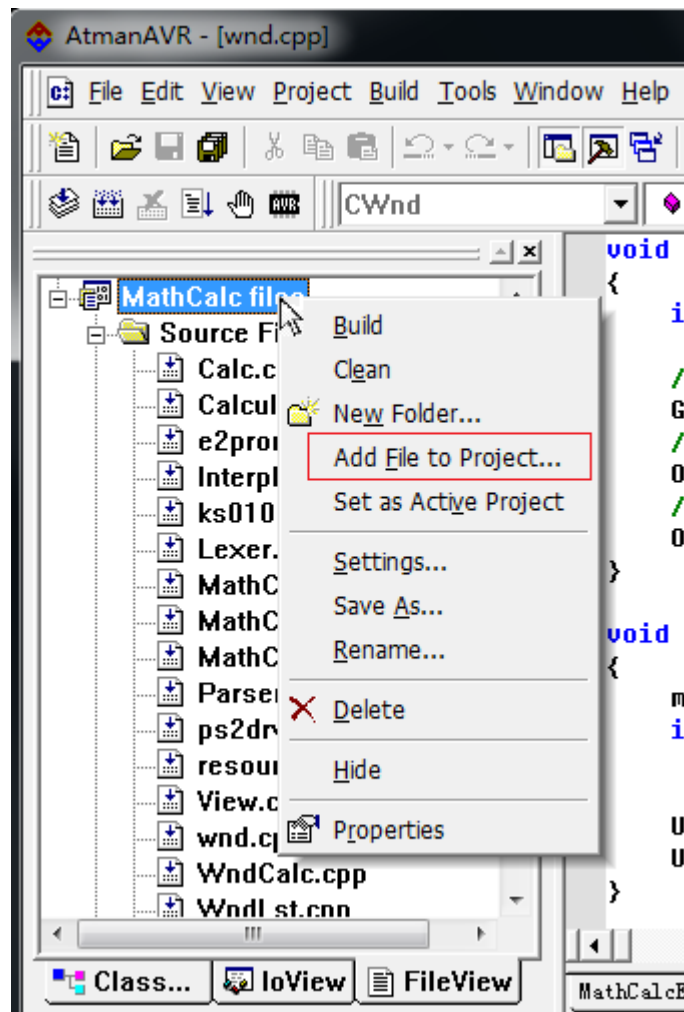 AtmanAVR - [wnd.cpp]
File Edit View Project Build Tools Window Help
CWnd
MathCalc files
Source Fi
Calc.c
Calcul
e2pror
Interpl
ks010
Lexer.
MathC
MathC
MathC
Parser
ps2drv
resour
View.c
wnd.cp
WndCalc.cpp
WndLst.cpp
Build
Clean
New Folder...
Add File to Project...
Set as Active Project
Settings...
Save As...
Rename...
Delete
Hide
Properties
void
{
i
/
G
/
O
/
O
}
void
{
m
i
U
U
}
Class... IoView FileView
MathCalcE